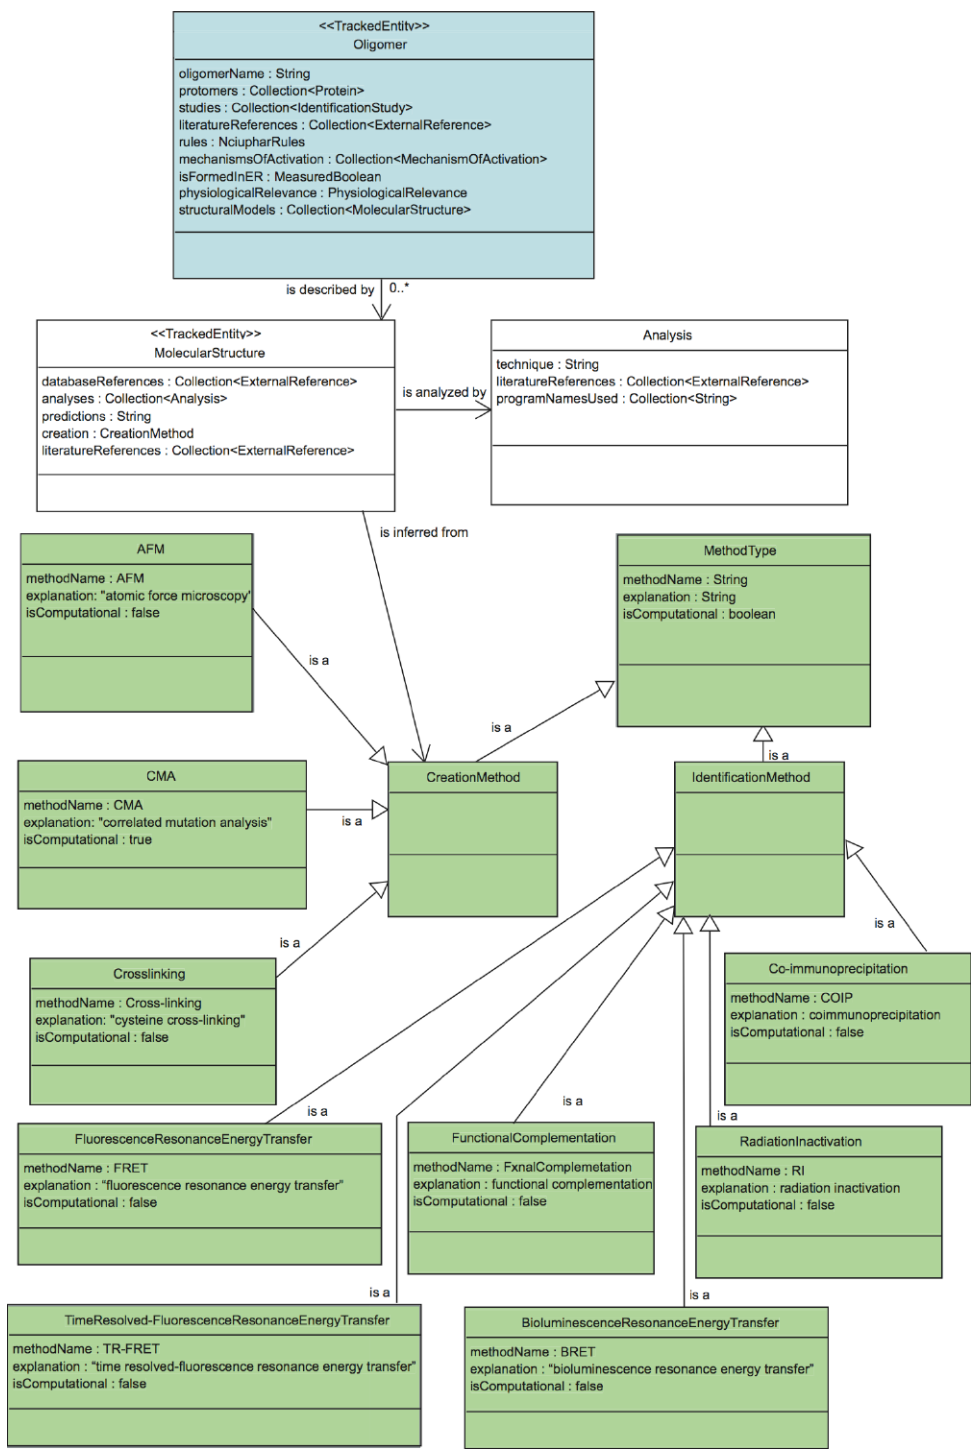 <<TrackedEntity>>
Oligomer
oligomerName : String
protomers : Collection<Protein>
studies : Collection<IdentificationStudy>
literatureReferences : Collection<ExternalReference>
rules : NciupharRules
mechanismsOfActivation : Collection<MechanismOfActivation>
isFormedInER : MeasuredBoolean
physiologicalRelevance : PhysiologicalRelevance
structuralModels : Collection<MolecularStructure>
is described by
0..*
<<TrackedEntity>>
MolecularStructure
databaseReferences : Collection<ExternalReference>
analyses : Collection<Analysis>
predictions : String
creation : CreationMethod
literatureReferences : Collection<ExternalReference>
is analyzed by
Analysis
technique : String
literatureReferences : Collection<ExternalReference>
programNamesUsed : Collection<String>
is inferred from
AFM
methodName : AFM
explanation: "atomic force microscopy"
isComputational : false
is a
MethodType
methodName : String
explanation : String
isComputational : boolean
is a
is a
CMA
methodName : CMA
explanation: "correlated mutation analysis"
isComputational : true
is a
CreationMethod
IdentificationMethod
is a
is a
Crosslinking
methodName : Cross-linking
explanation: "cysteine cross-linking"
isComputational : false
Co-immunoprecipitation
methodName : COIP
explanation : coimmunoprecipitation
isComputational : false
is a
is a
is a
FluorescenceResonanceEnergyTransfer
methodName : FRET
explanation : "fluorescence resonance energy transfer"
isComputational : false
FunctionalComplementation
methodName : FxnalComplemetation
explanation : functional complementation
isComputational : false
RadiationInactivation
methodName : RI
explanation : radiation inactivation
isComputational : false
is a
is a
TimeResolved-FluorescenceResonanceEnergyTransfer
methodName : TR-FRET
explanation : "time resolved-fluorescence resonance energy transfer"
isComputational : false
BioluminescenceResonanceEnergyTransfer
methodName : BRET
explanation : "bioluminescence resonance energy transfer"
isComputational : false